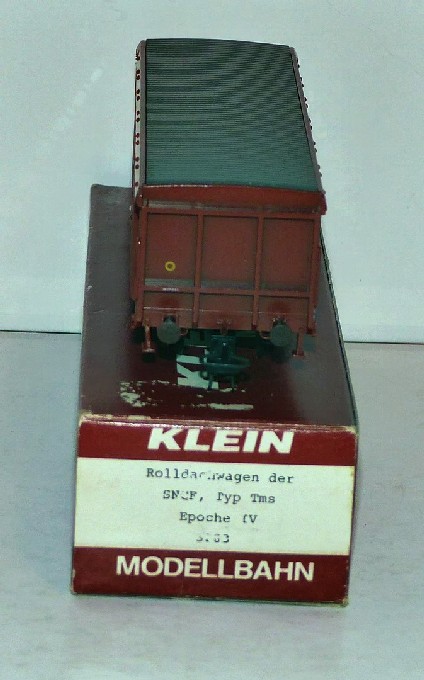 KLEIN
Rolldachwagen der
SNCF, Typ Tms
Epoche IV
MODELLBAHN